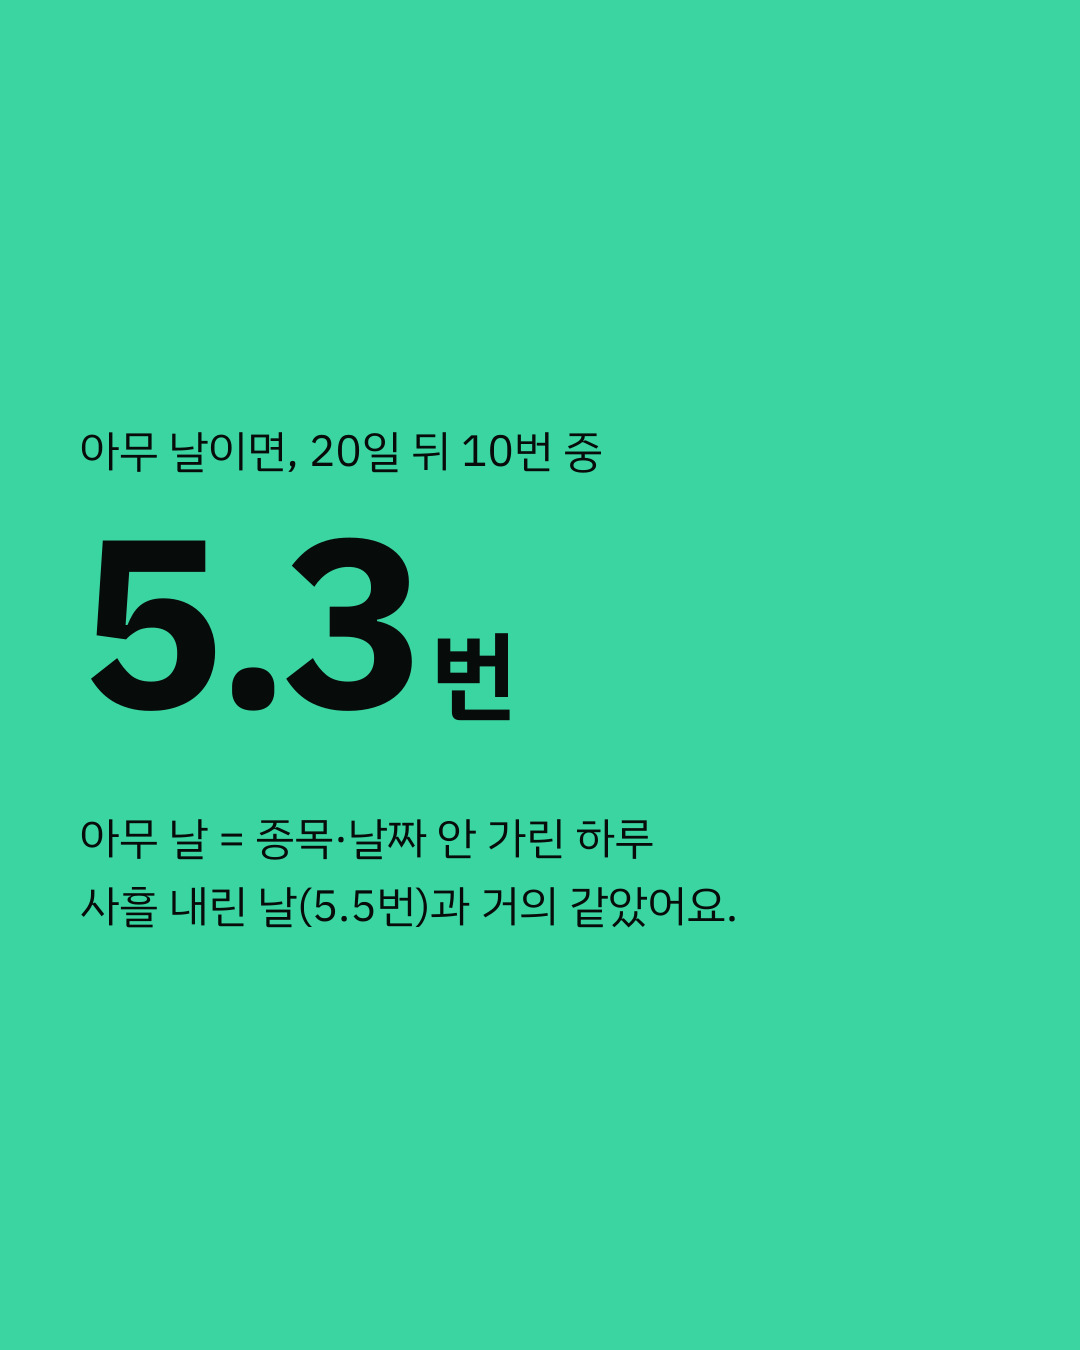 아무 날이면, 20일 뒤 10번 중
5.3번
아무 날 = 종목·날짜 안 가린 하루
사흘 내린 날(5.5번)과 거의 같았어요.